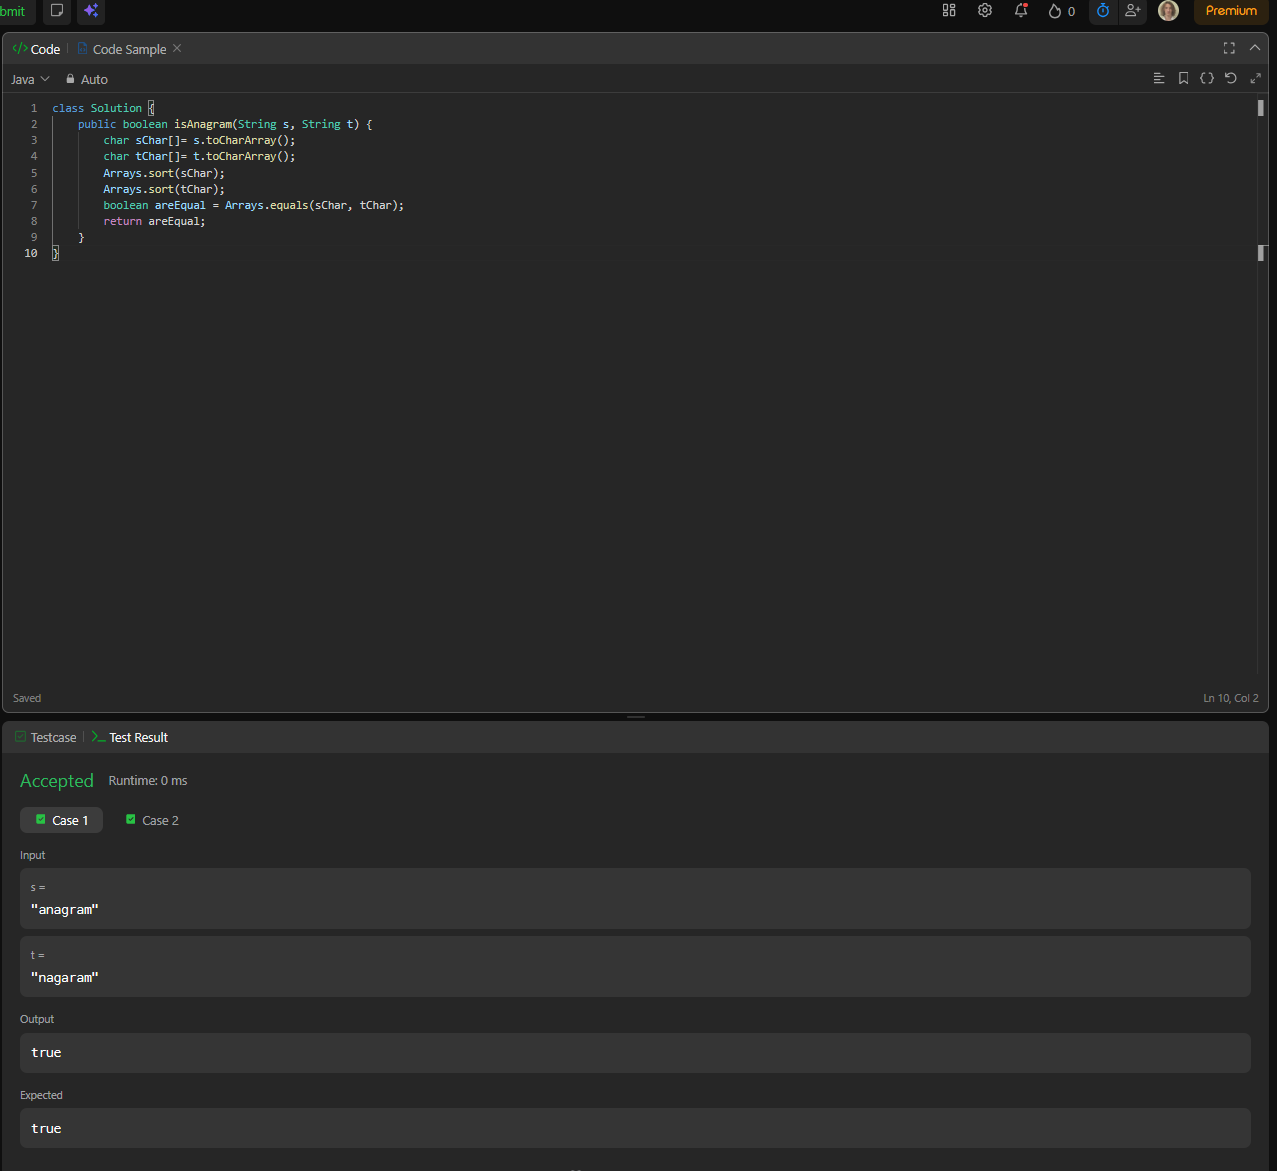 bmit
0
Premium
</> Code
Code Sample
Java
Auto
1 class Solution {
2     public boolean isAnagram(String s, String t) {
3         char sChar[]= s.toCharArray();
4         char tChar[]= t.toCharArray();
5         Arrays.sort(sChar);
6         Arrays.sort(tChar);
7         boolean areEqual = Arrays.equals(sChar, tChar);
8         return areEqual;
9     }
10 }
Saved
Ln 10, Col 2
Testcase
Test Result
Accepted
Runtime: 0 ms
Case 1
Case 2
Input
s =
"anagram"
t =
"nagaram"
Output
true
Expected
true